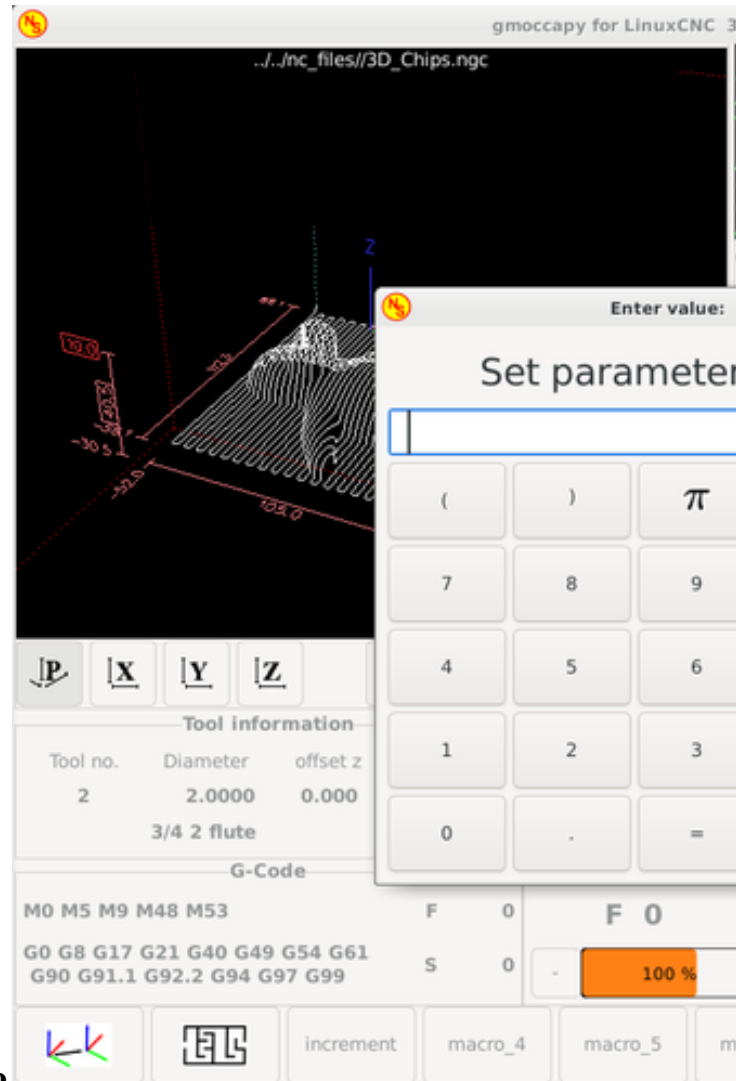 gmoccapy for LinuxCNC 3
../../nc_files//3D_Chips.ngc
Z
Enter value:
Set parameter
( ) π
7 8 9
4 5 6
1 2 3
0 . =
P X Y Z
Tool information
Tool no. Diameter offset z
2 2.0000 0.000
3/4 2 flute
G-Code
M0 M5 M9 M48 M53
F 0
F 0
G0 G8 G17 G21 G40 G49 G54 G61
G90 G91.1 G92.2 G94 G97 G99
S 0
- 100 %
increment macro_4 macro_5 m